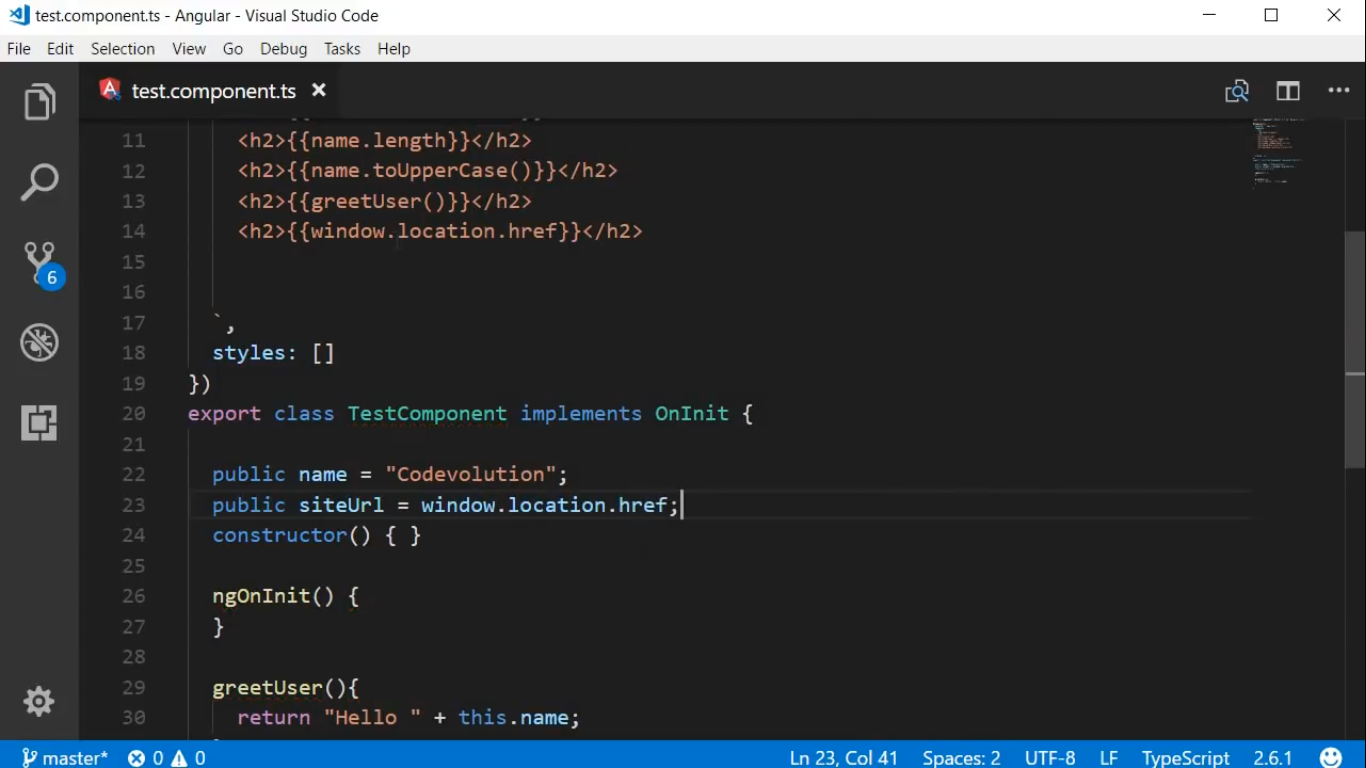 test.component.ts - Angular - Visual Studio Code
File Edit Selection View Go Debug Tasks Help
test.component.ts
11 <h2>{{name.length}}</h2>
12 <h2>{{name.toUpperCase()}}</h2>
13 <h2>{{greetUser()}}</h2>
14 <h2>{{window.location.href}}</h2>
15
16
17 `,
18 styles: []
19 })
20 export class TestComponent implements OnInit {
21
22 public name = "Codevolution";
23 public siteUrl = window.location.href;
24 constructor() { }
25
26 ngOnInit() {
27 }
28
29 greetUser(){
30 return "Hello " + this.name;
6
master* 0 0 Ln 23, Col 41 Spaces: 2 UTF-8 LF TypeScript 2.6.1